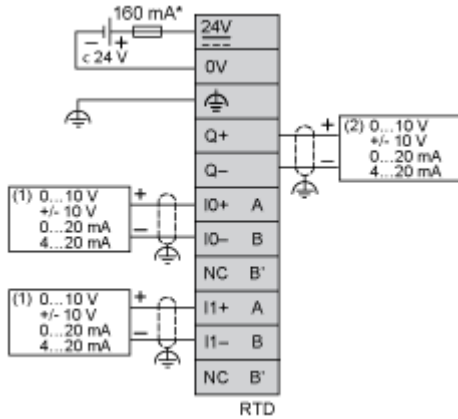 160 mA*
24V
− +
c 24 V
0V
Q+
+ (2) 0...10 V
+/- 10 V
Q−
− 0...20 mA
4...20 mA
(1) 0...10 V +
+/- 10 V
0...20 mA −
4...20 mA
I0+ A
I0− B
NC B'
(1) 0...10 V +
+/- 10 V
0...20 mA −
4...20 mA
I1+ A
I1− B
NC B'
RTD